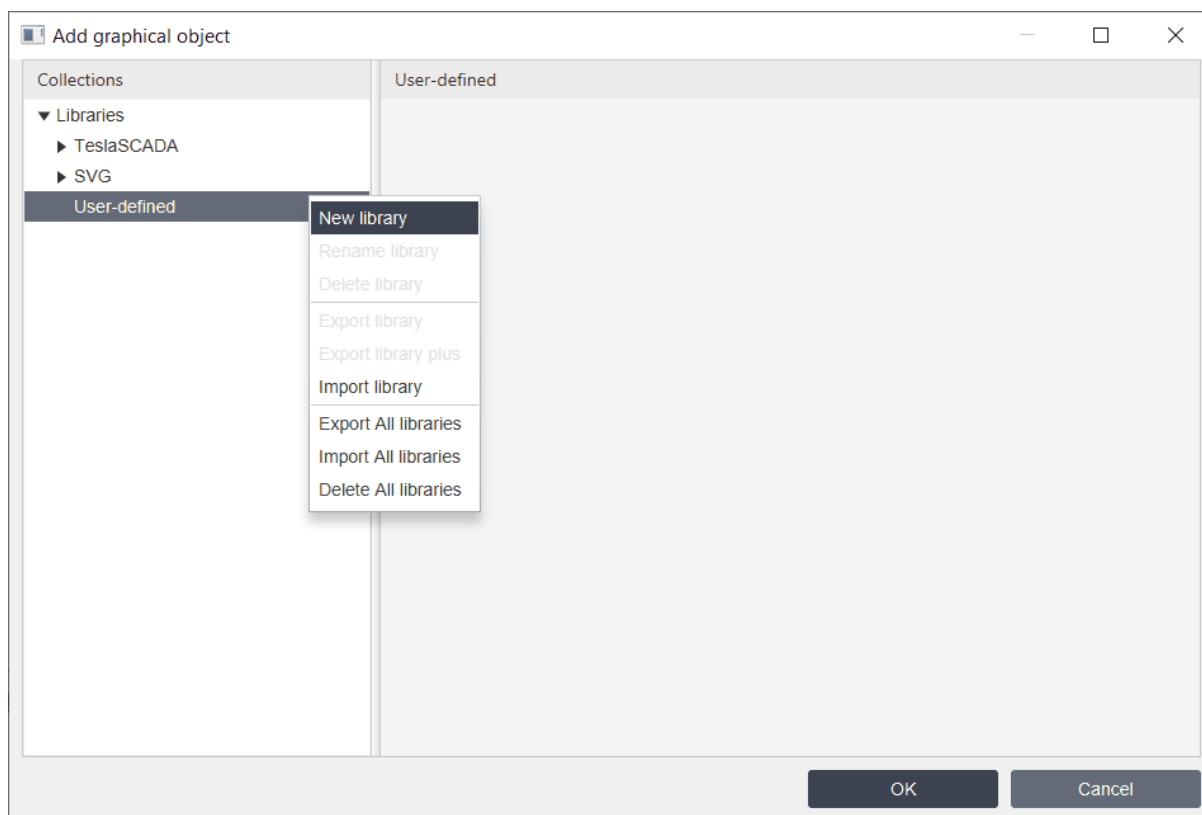 Add graphical object
Collections
User-defined
Libraries
TeslaSCADA
SVG
User-defined
New library
Rename library
Delete library
Export library
Export library plus
Import library
Export All libraries
Import All libraries
Delete All libraries
OK
Cancel